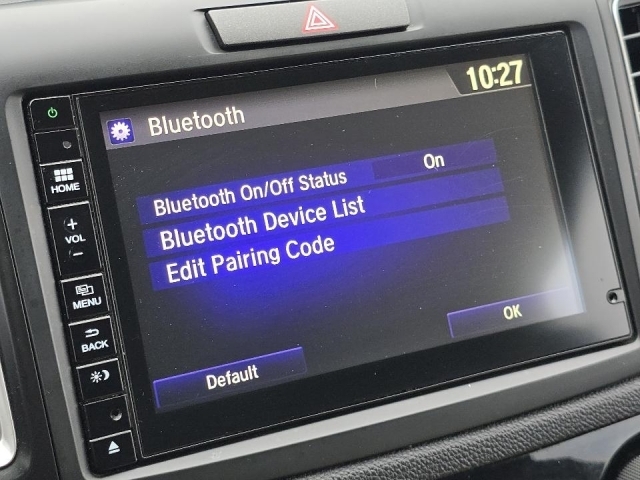 10:27
Bluetooth
Bluetooth On/Off Status On
Bluetooth Device List
Edit Pairing Code
OK
Default
HOME
+
VOL
−
MENU
BACK